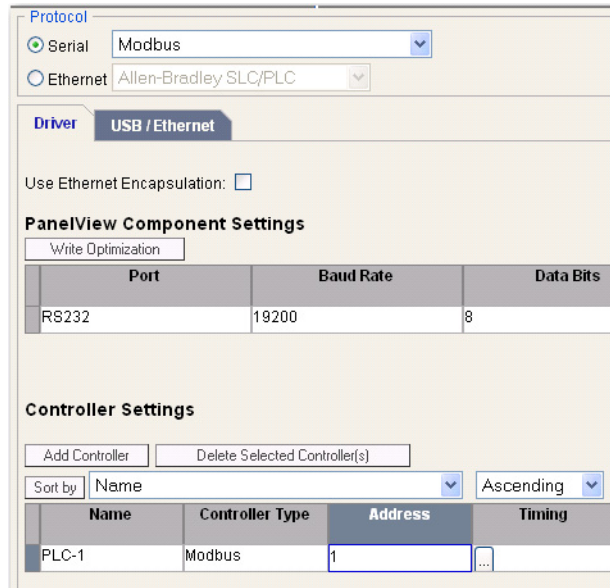 Protocol
Serial Modbus
Ethernet Allen-Bradley SLC/PLC
Driver USB / Ethernet
Use Ethernet Encapsulation:
PanelView Component Settings
Write Optimization
Port Baud Rate Data Bits
RS232 19200 8
Controller Settings
Add Controller Delete Selected Controller(s)
Sort by Name Ascending
Name Controller Type Address Timing
PLC-1 Modbus 1 ...